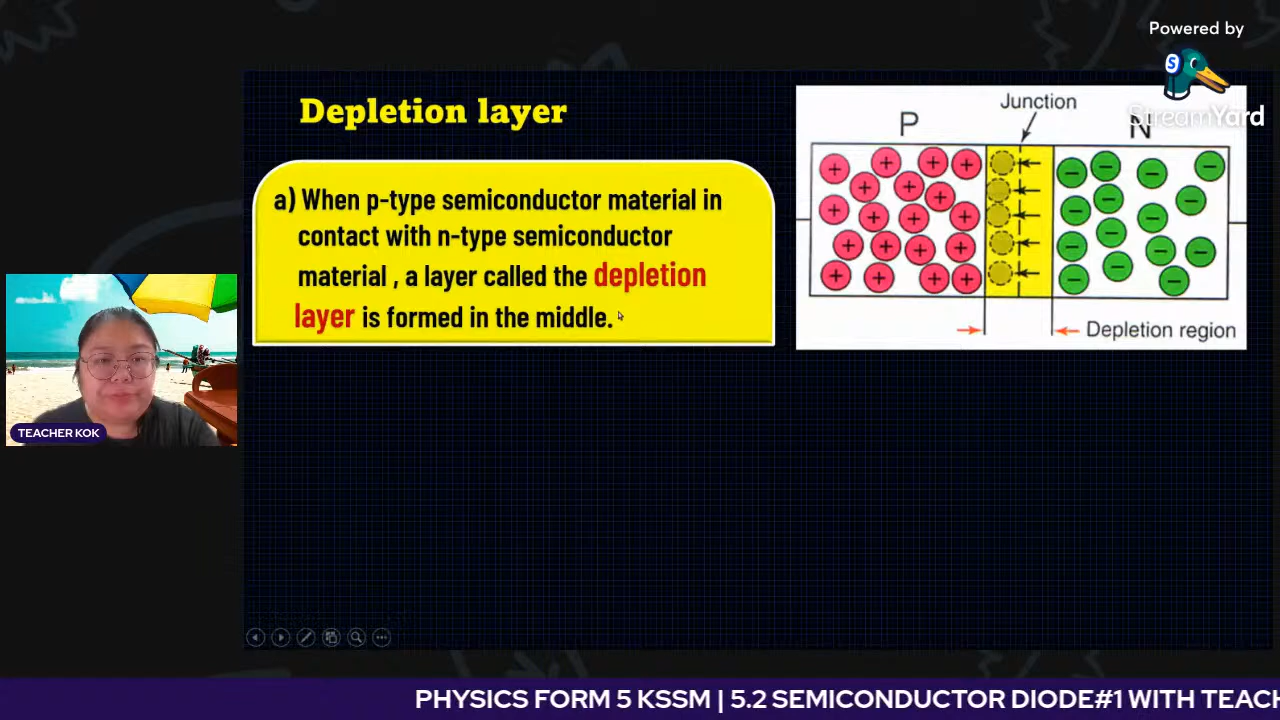 Powered by
StreamYard
Depletion layer
a) When p-type semiconductor material in
contact with n-type semiconductor
material , a layer called the depletion
layer is formed in the middle.
Junction
P
N
+ + + +
+ + +
+ + + +
+ + + +
+ + + +
− − − −
− − −
− −
− − −
− − −
Depletion region
TEACHER KOK
PHYSICS FORM 5 KSSM | 5.2 SEMICONDUCTOR DIODE#1 WITH TEACH